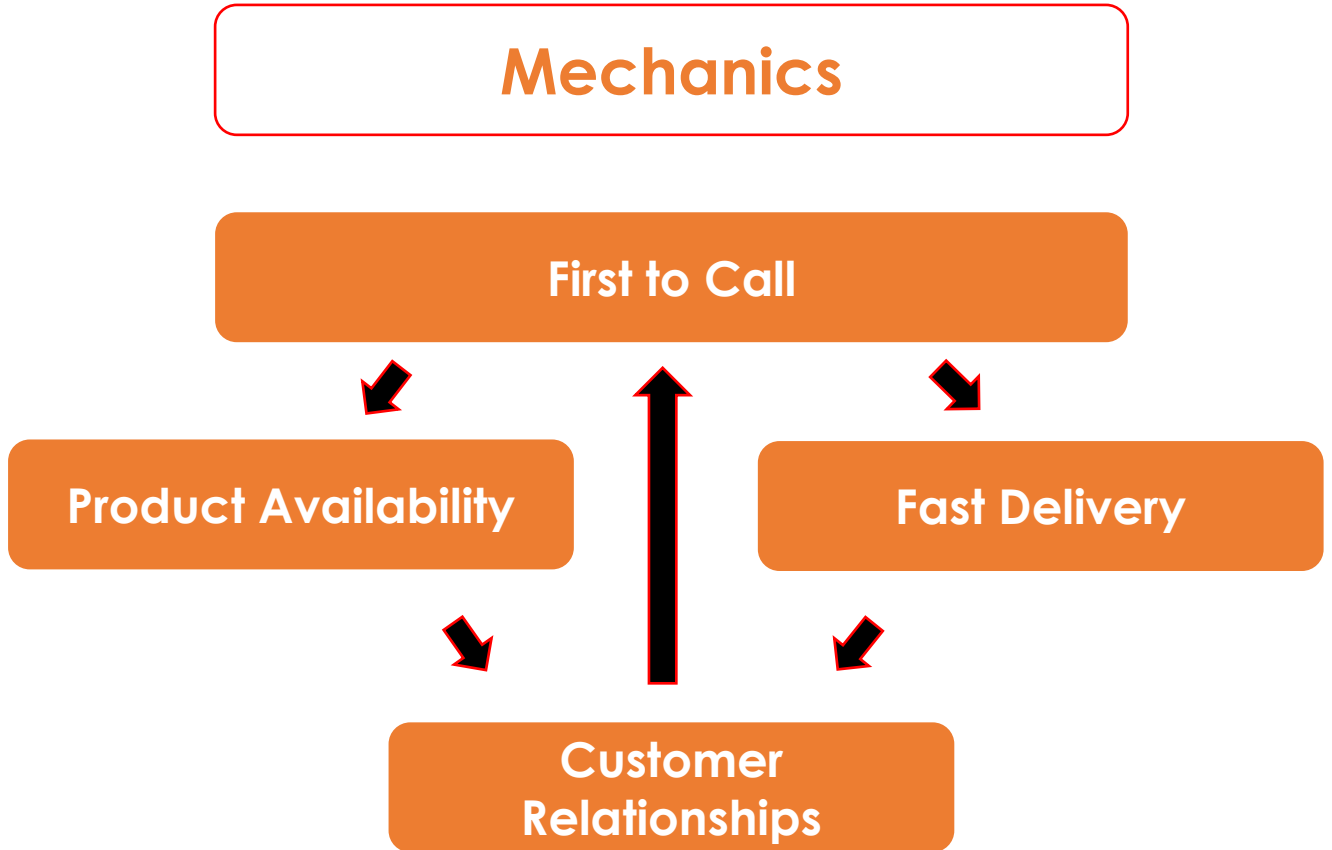 Mechanics
First to Call
Product Availability
Fast Delivery
Customer
Relationships